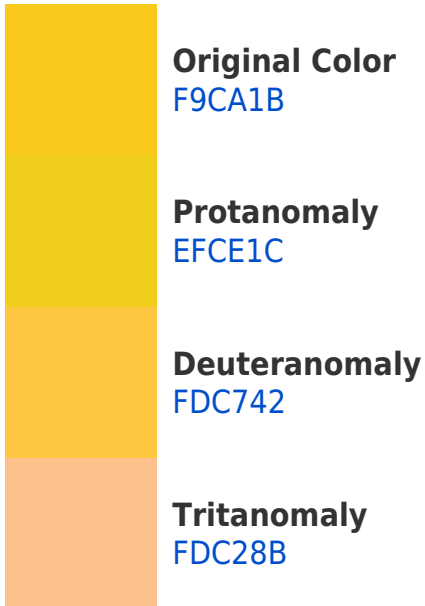 Original Color
F9CA1B
Protanomaly
EFCE1C
Deuteranomaly
FDC742
Tritanomaly
FDC28B